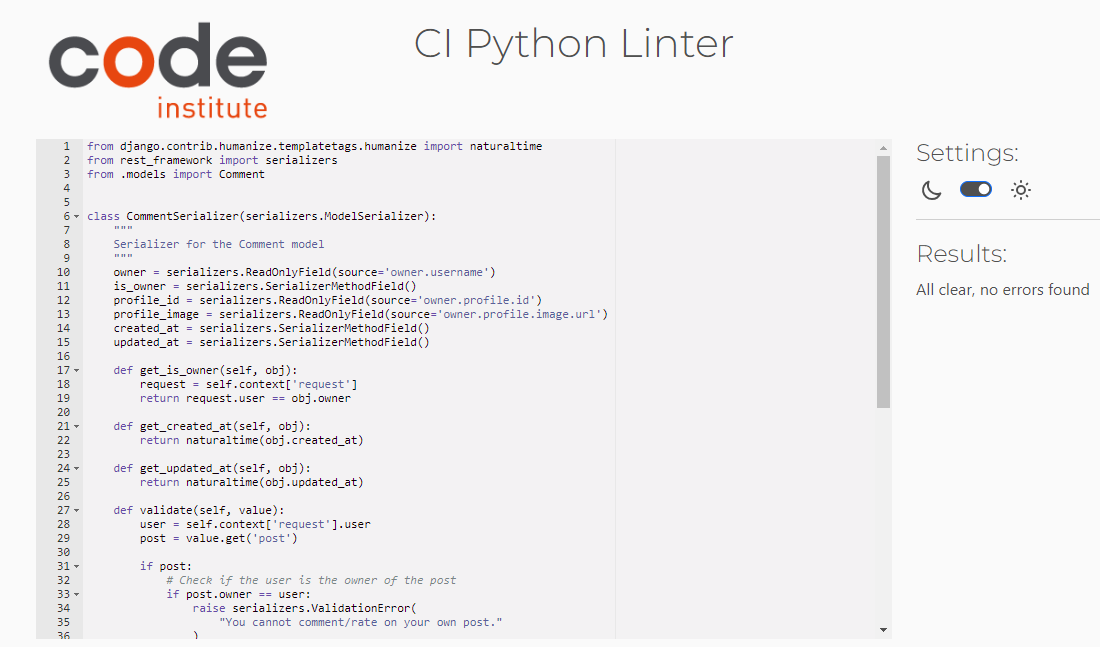 code
institute
CI Python Linter
1 from django.contrib.humanize.templatetags.humanize import naturaltime
2 from rest_framework import serializers
3 from .models import Comment
4
5
6 class CommentSerializer(serializers.ModelSerializer):
7     """
8     Serializer for the Comment model
9     """
10     owner = serializers.ReadOnlyField(source='owner.username')
11     is_owner = serializers.SerializerMethodField()
12     profile_id = serializers.ReadOnlyField(source='owner.profile.id')
13     profile_image = serializers.ReadOnlyField(source='owner.profile.image.url')
14     created_at = serializers.SerializerMethodField()
15     updated_at = serializers.SerializerMethodField()
16
17     def get_is_owner(self, obj):
18         request = self.context['request']
19         return request.user == obj.owner
20
21     def get_created_at(self, obj):
22         return naturaltime(obj.created_at)
23
24     def get_updated_at(self, obj):
25         return naturaltime(obj.updated_at)
26
27     def validate(self, value):
28         user = self.context['request'].user
29         post = value.get('post')
30
31         if post:
32             # Check if the user is the owner of the post
33             if post.owner == user:
34                 raise serializers.ValidationError(
35                     "You cannot comment/rate on your own post."
36                 )
Settings:
Results:
All clear, no errors found